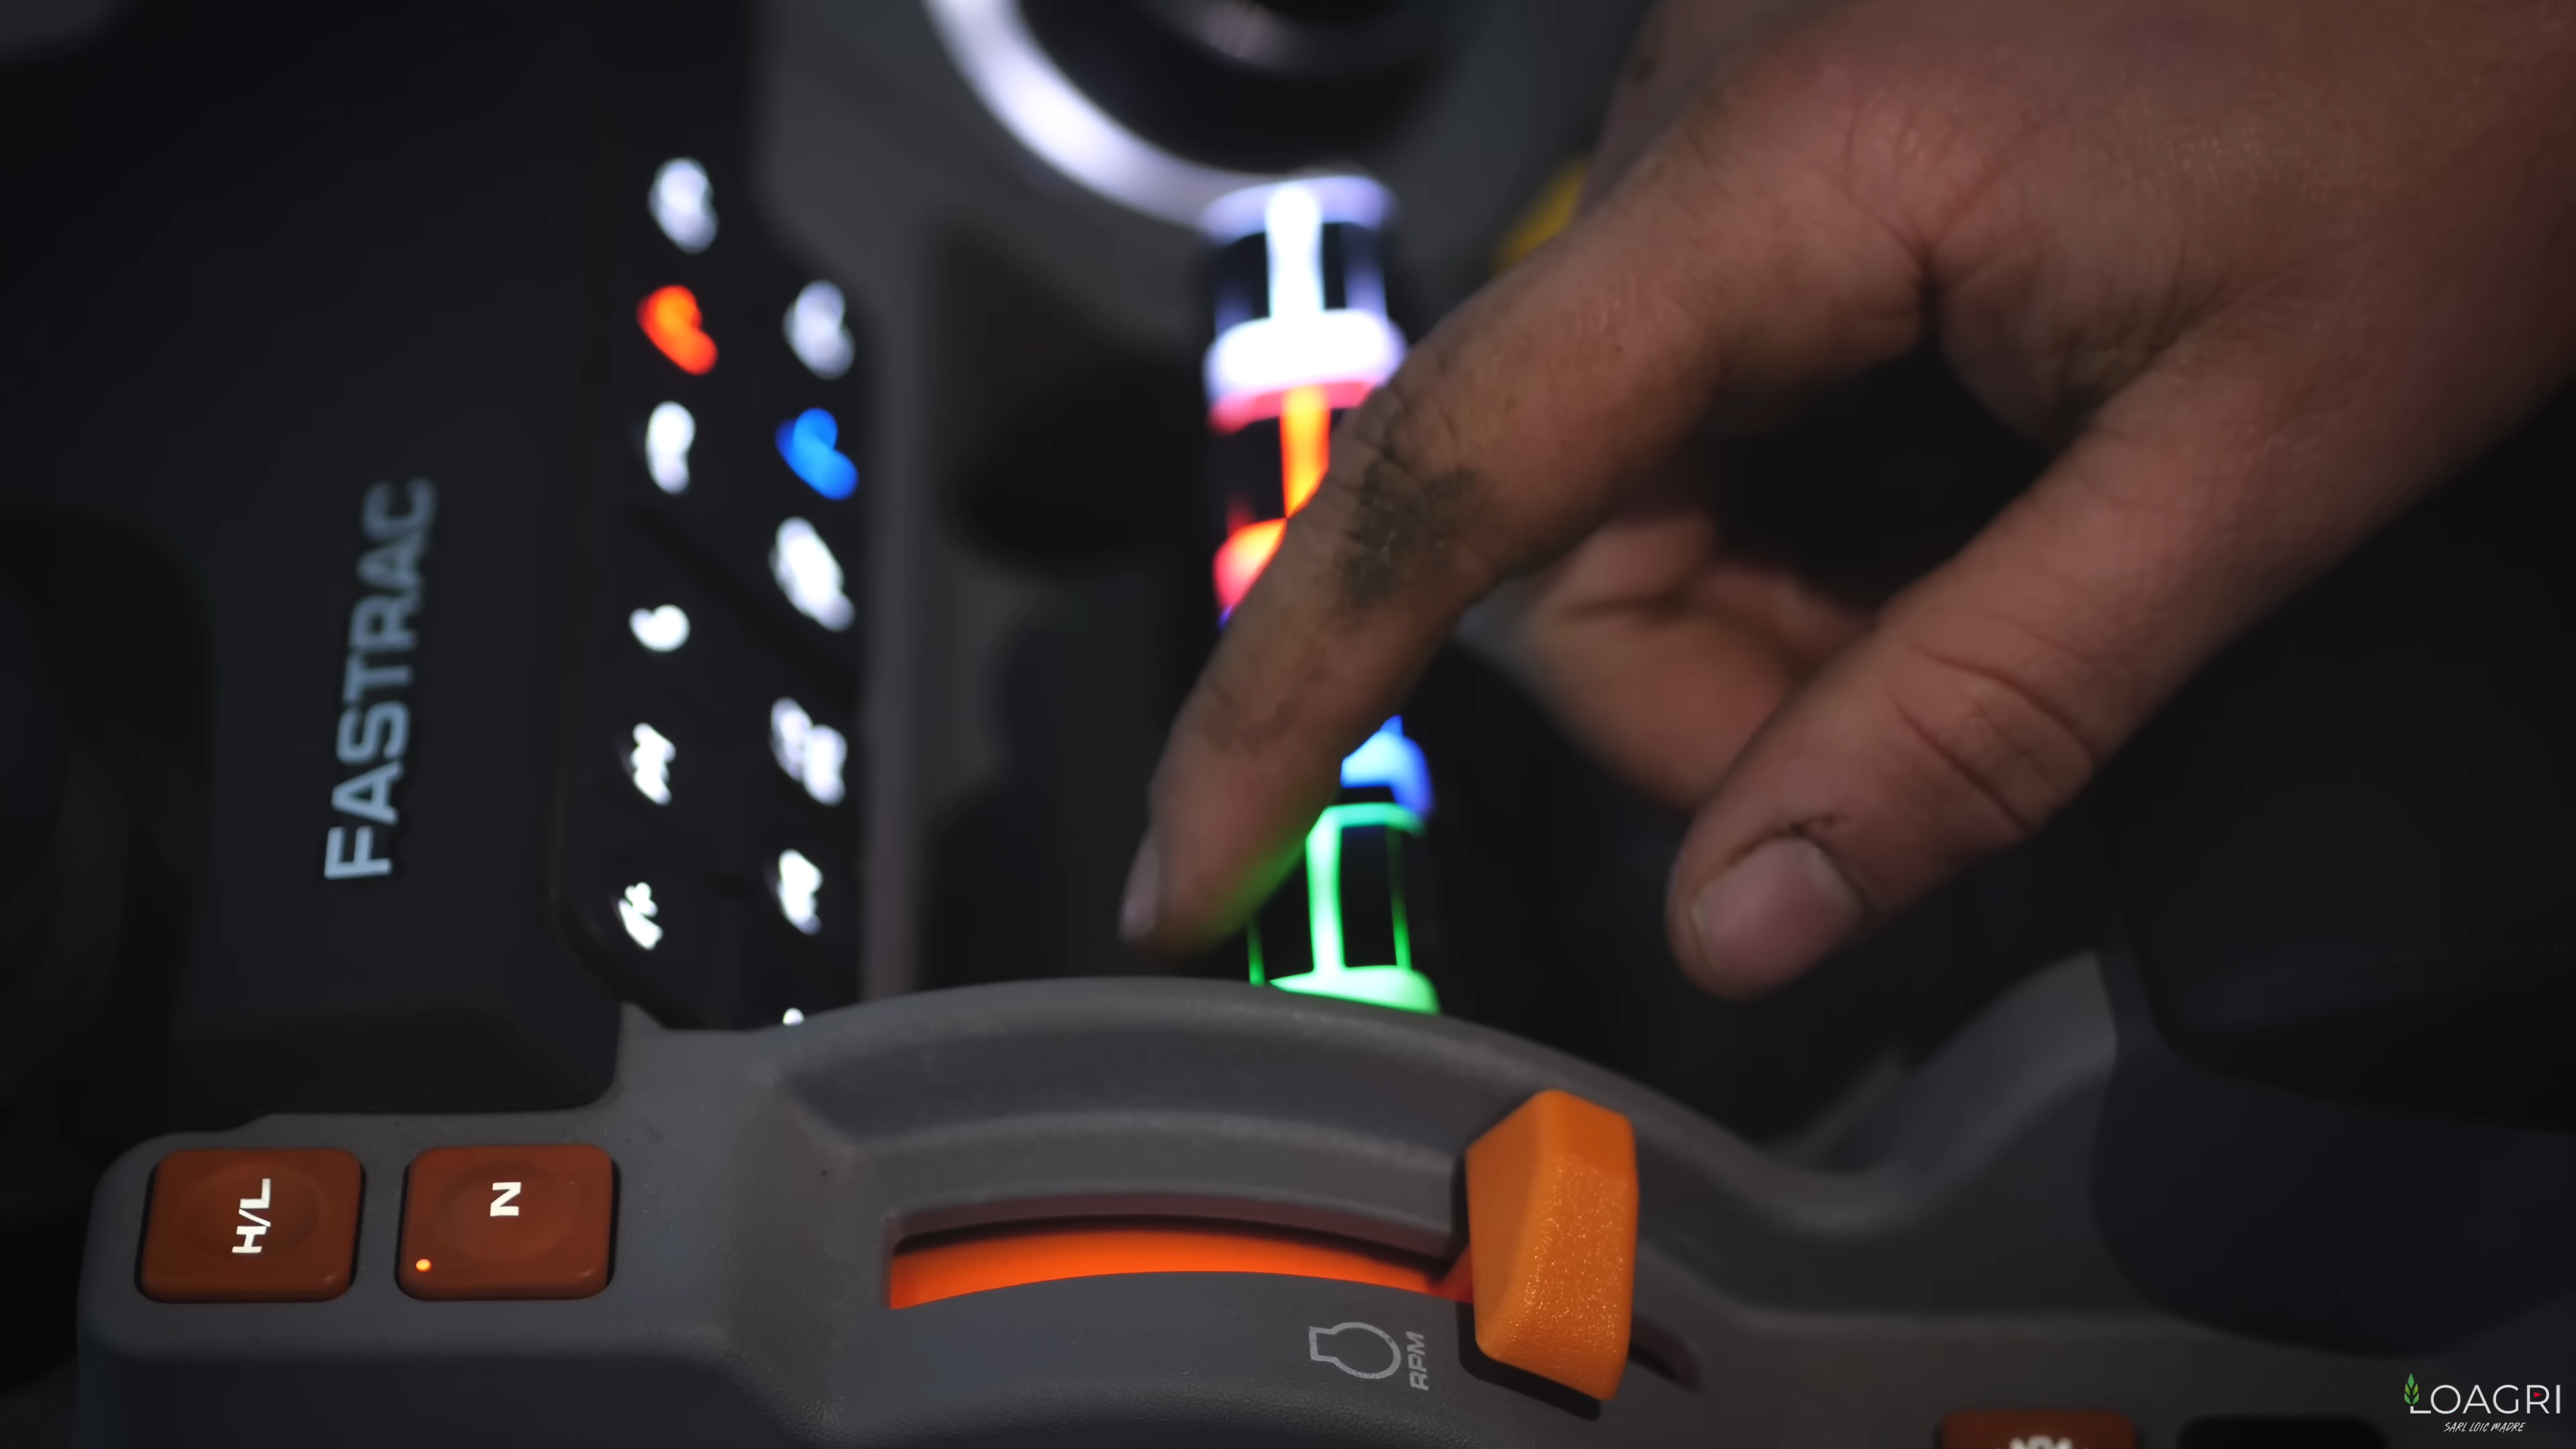 FASTRAC
H/L
N
RPM
LOAGRI
SARL LOIC MADRE